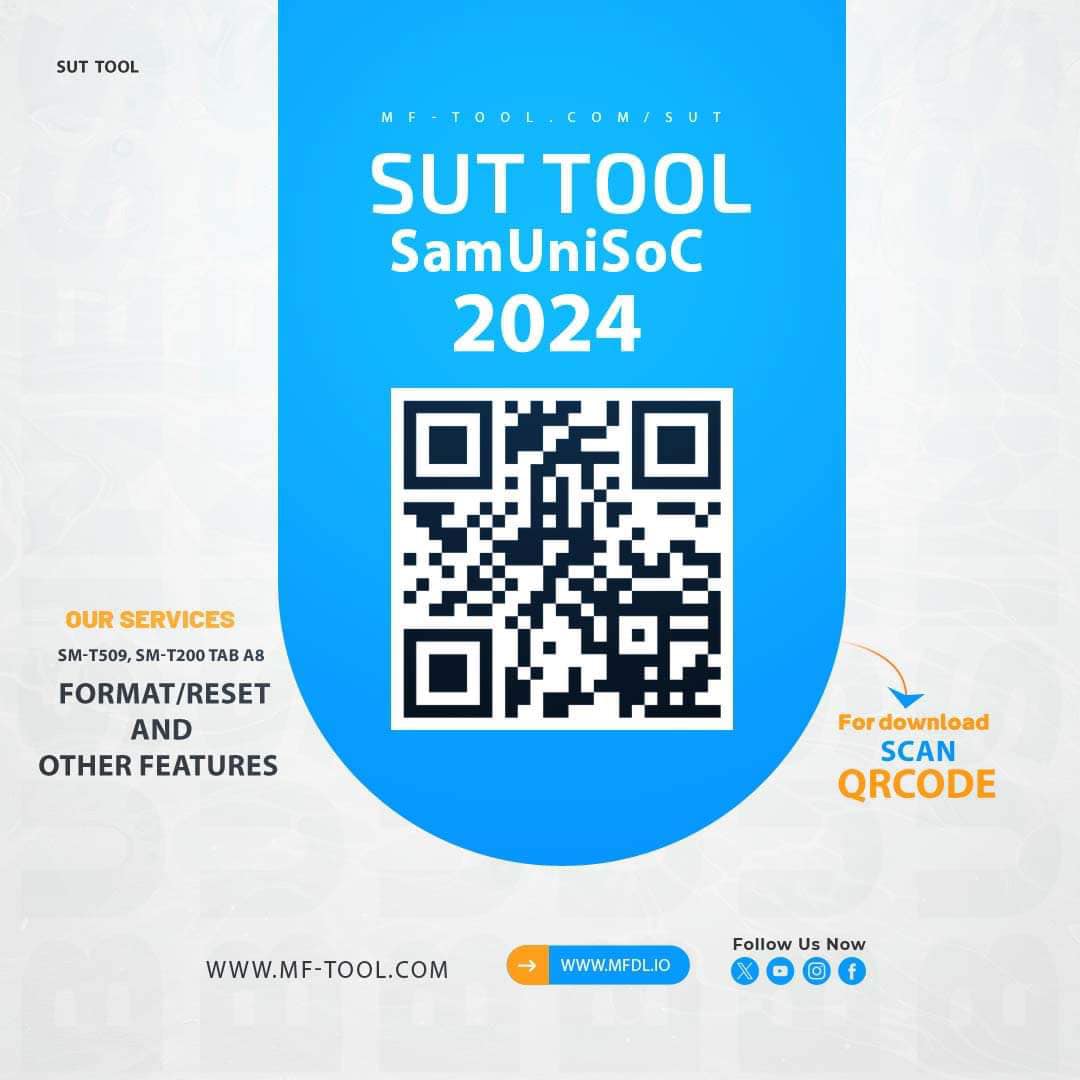 SUT TOOL
MF-TOOL.COM/SUT
SUT TOOL
SamUniSoC
2024
OUR SERVICES
SM-T509, SM-T200 TAB A8
FORMAT/RESET
AND
OTHER FEATURES
For download
SCAN
QRCODE
WWW.MF-TOOL.COM
WWW.MFDL.IO
Follow Us Now